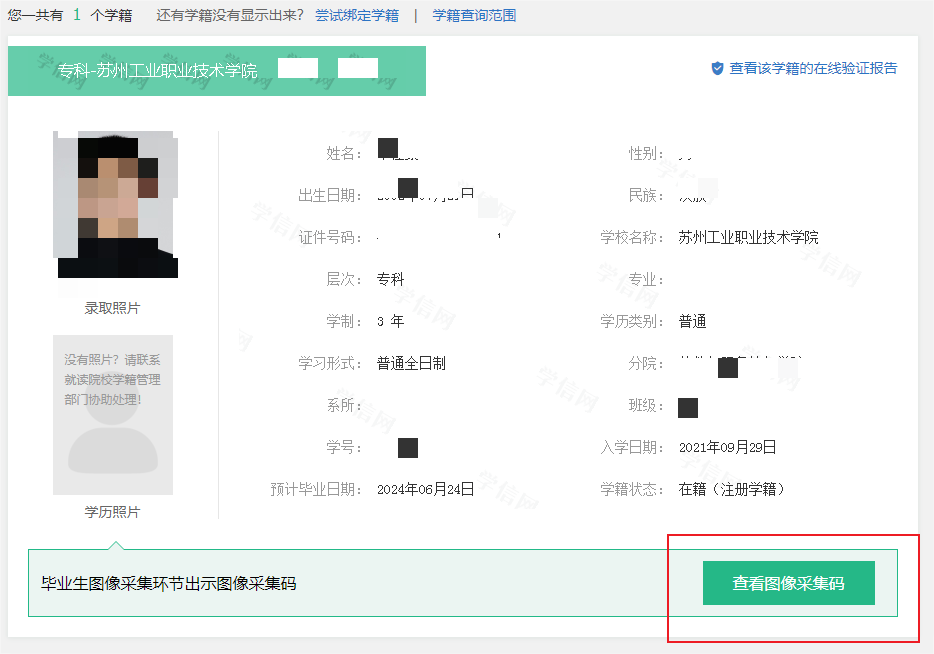 您一共有 1 个学籍 还有学籍没有显示出来？ 尝试绑定学籍 | 学籍查询范围
专科-苏州工业职业技术学院
查看该学籍的在线验证报告
姓名：
性别：
出生日期：
民族：
证件号码：
学校名称： 苏州工业职业技术学院
层次： 专科
专业：
录取照片
学制： 3 年
学历类别： 普通
没有照片？请联系
就读院校学籍管理
部门协助处理！
学习形式： 普通全日制
分院：
系所：
班级：
学号：
入学日期： 2021年09月29日
预计毕业日期： 2024年06月24日
学籍状态： 在籍（注册学籍）
学历照片
毕业生图像采集环节出示图像采集码
查看图像采集码
学信网